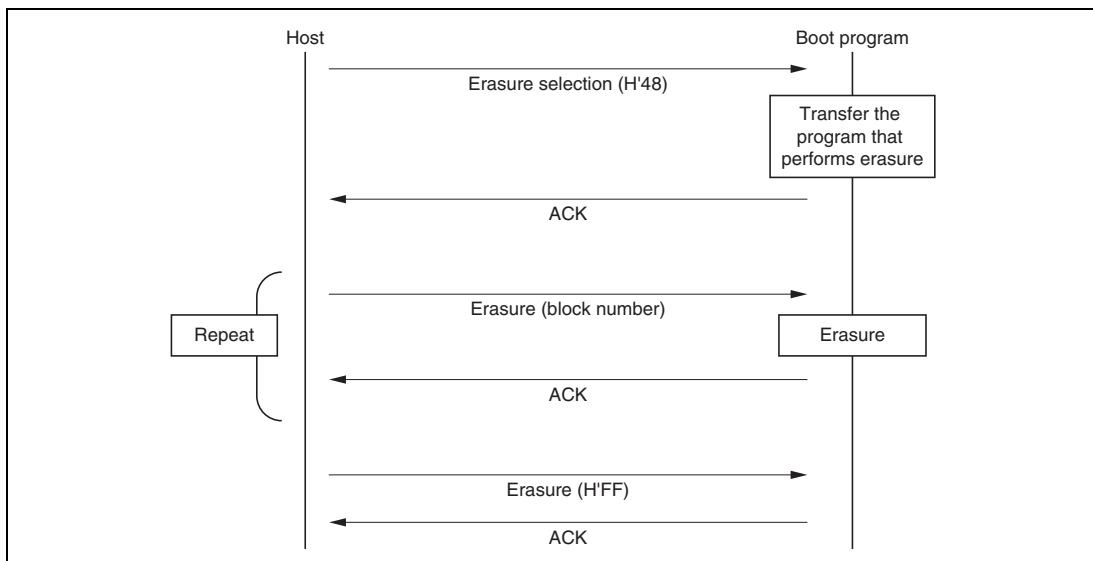 Host
Boot program
Erasure selection (H'48)
Transfer the
program that
performs erasure
ACK
Erasure (block number)
Repeat
Erasure
ACK
Erasure (H'FF)
ACK